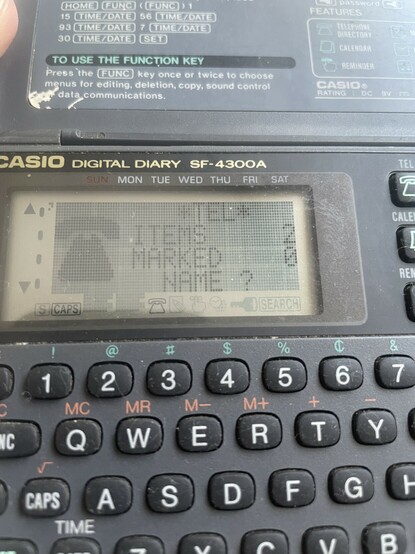 HOME FUNC FUNC 1
15 TIME/DATE 56 TIME/DATE
93 TIME/DATE 7 TIME/DATE
30 TIME/DATE SET
TO USE THE FUNCTION KEY
Press the FUNC key once or twice to choose
menus for editing, deletion, copy, sound control
data communications.
FEATURES
TELEPHONE
DIRECTORY
CALENDAR
REMINDER
CASIO®
RATING: DC 9V
CASIO DIGITAL DIARY SF-4300A
SUN MON TUE WED THU FRI SAT
*TEL*
ITEMS 2
MARKED 0
NAME ?
S CAPS SEARCH
TEL
! @ # $ % ¢ &
1 2 3 4 5 6 7
MC MR M− M+ + −
Q W E R T Y
√
CAPS A S D F G H
TIME
Z X C V B